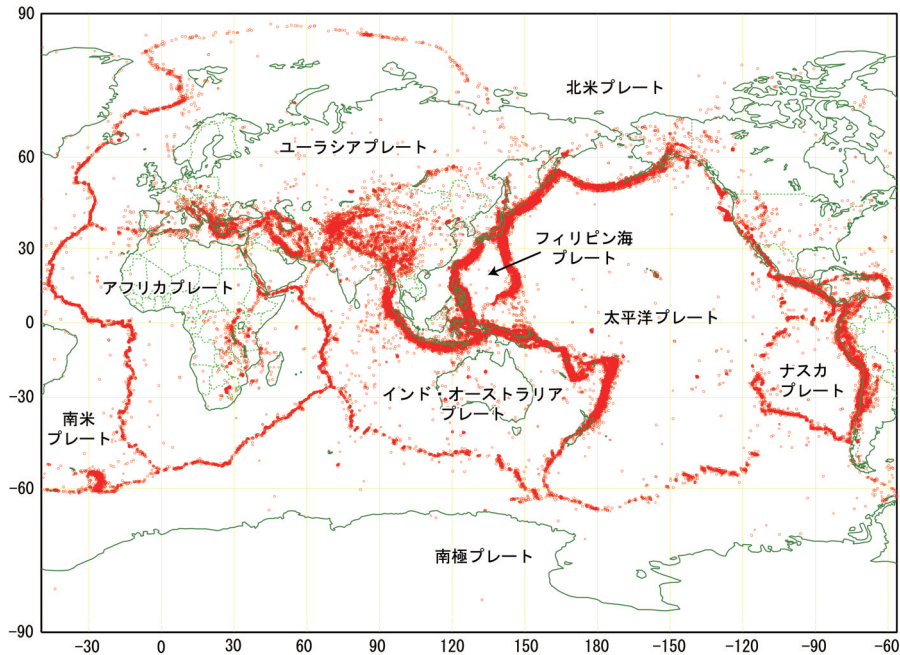 90
北米プレート
ユーラシアプレート
60
フィリピン海
プレート
30
アフリカプレート
太平洋プレート
0
ナスカ
プレート
インド・オーストラリア
プレート
-30
南米
プレート
-60
南極プレート
-90
-30 0 30 60 90 120 150 180 -150 -120 -90 -60